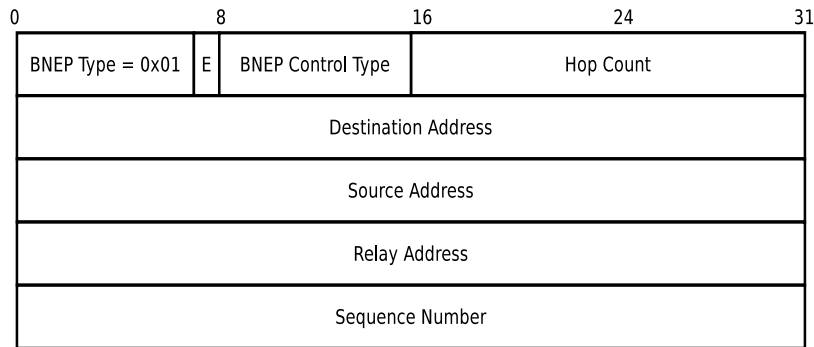 0 8 16 24 31
BNEP Type = 0x01 E BNEP Control Type Hop Count
Destination Address
Source Address
Relay Address
Sequence Number